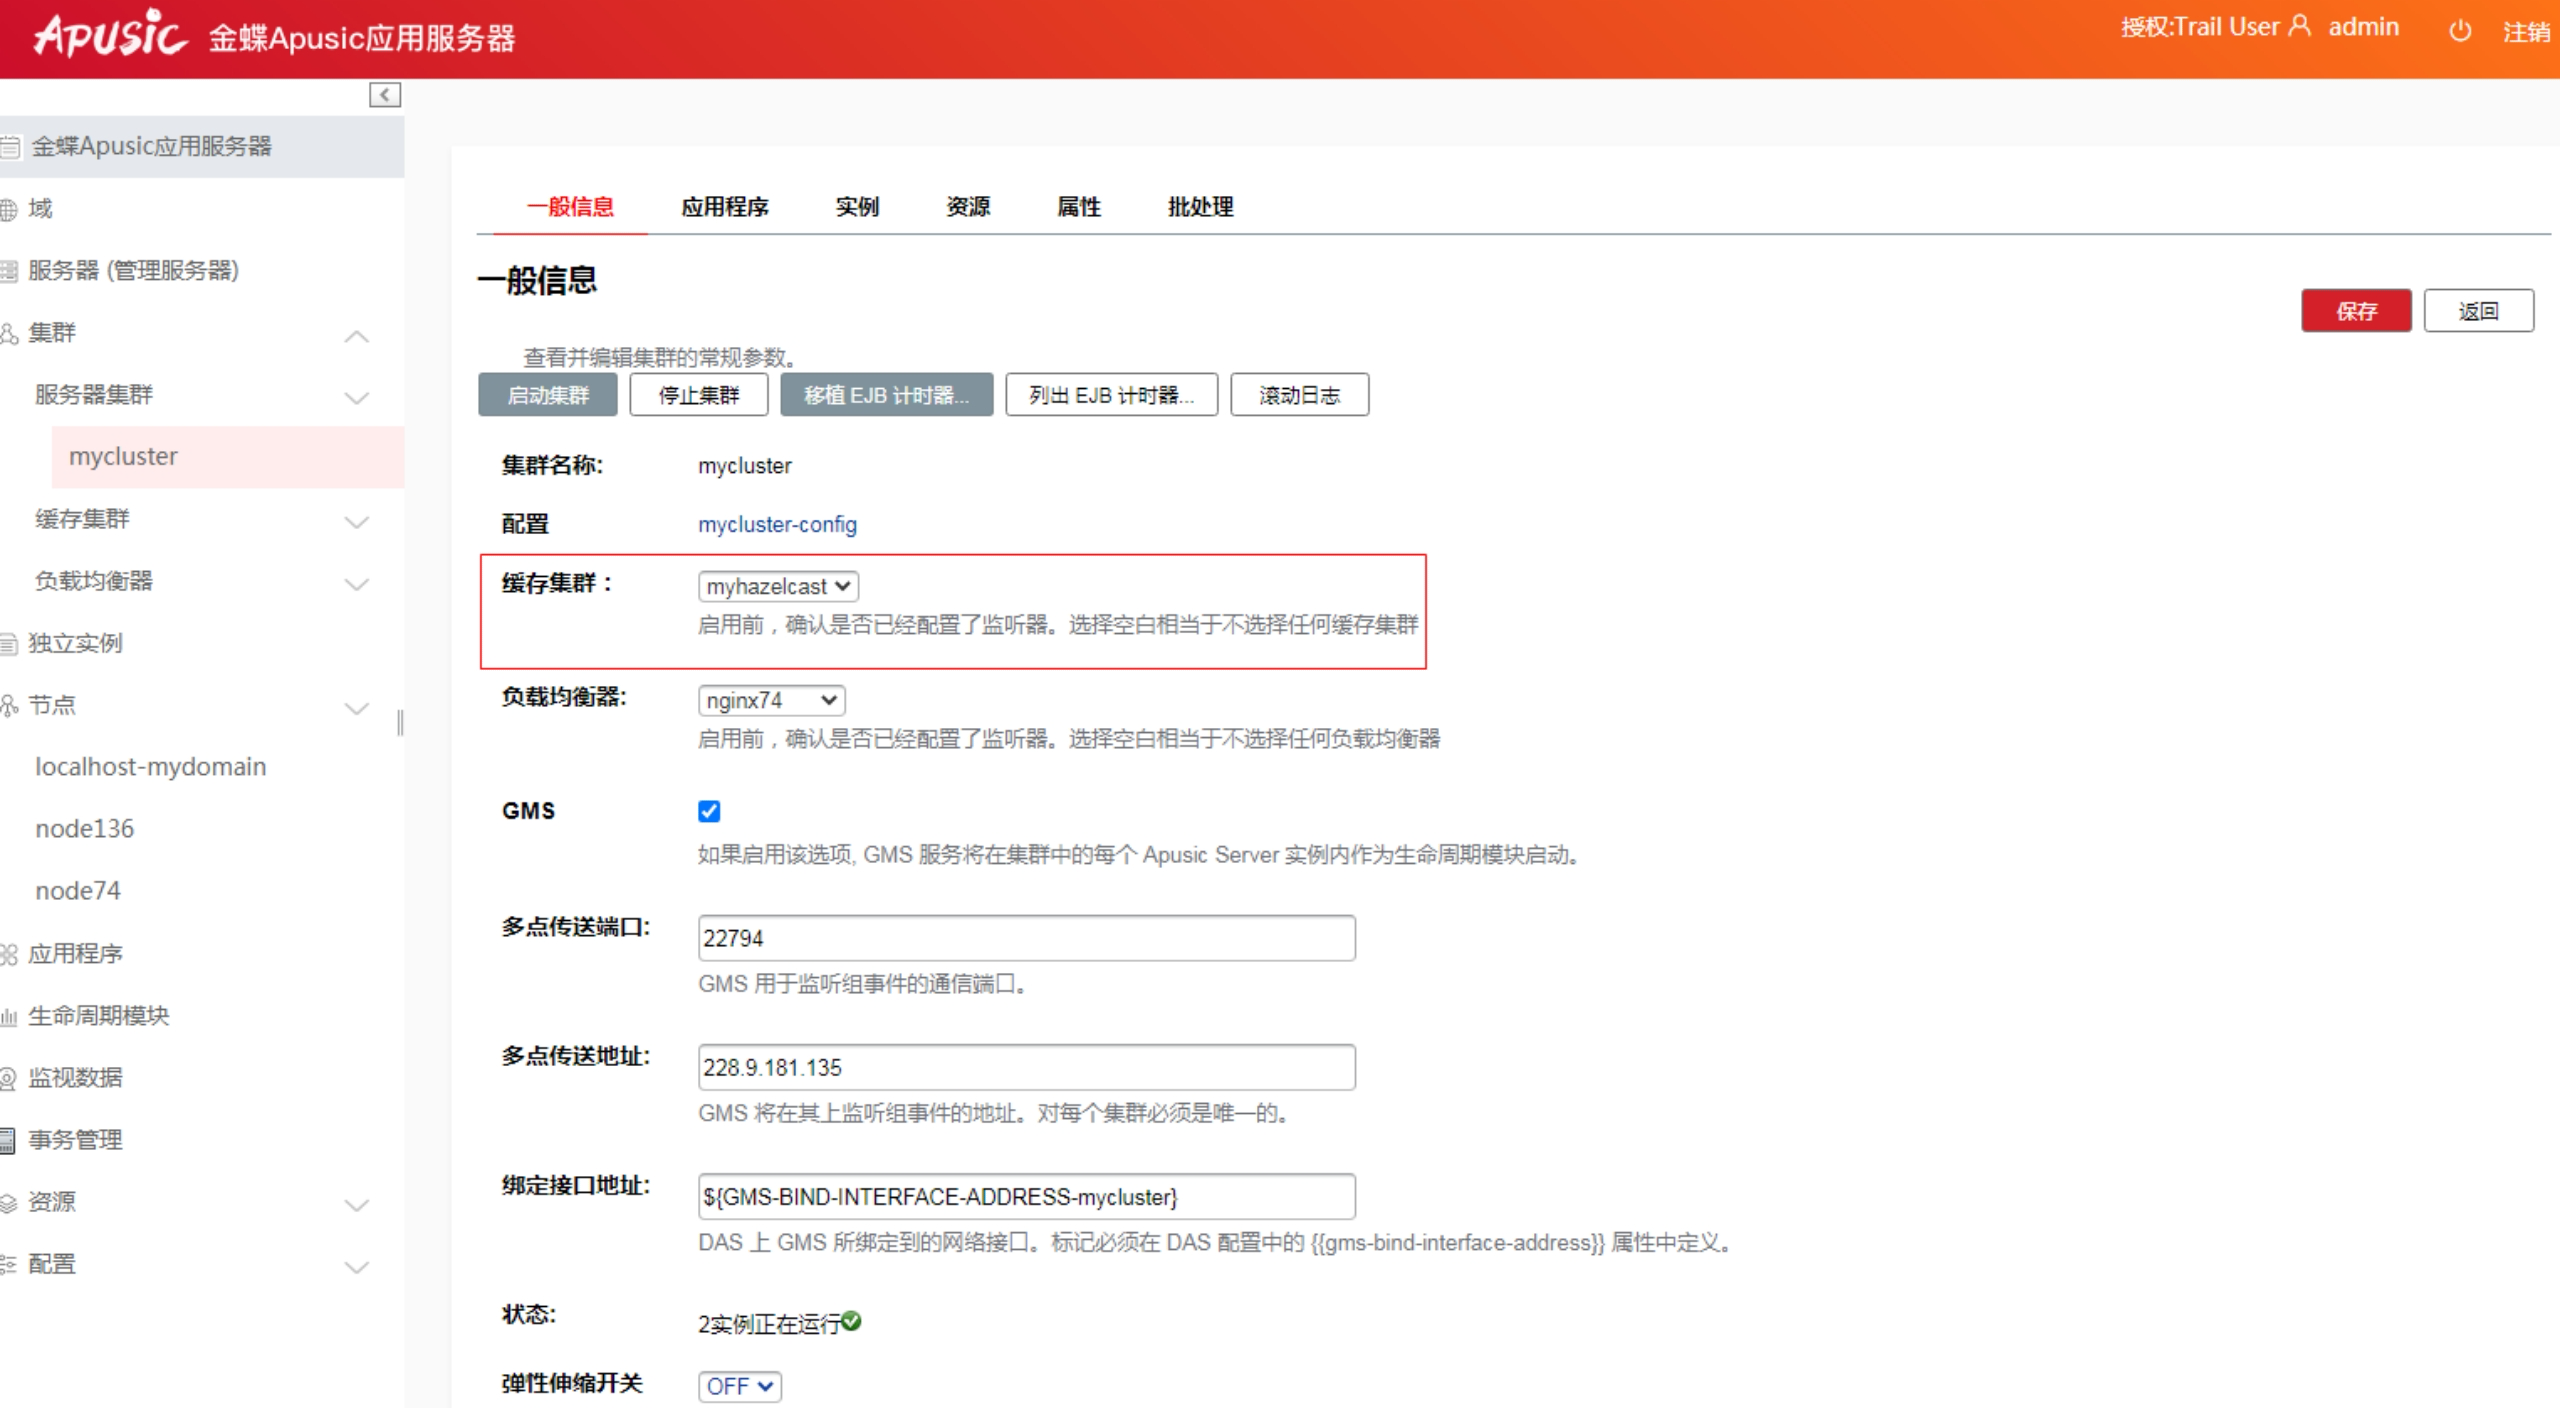 Apusic 金蝶Apusic应用服务器
授权:Trail User admin 注销
金蝶Apusic应用服务器
域
服务器 (管理服务器)
集群
服务器集群
mycluster
缓存集群
负载均衡器
独立实例
节点
localhost-mydomain
node136
node74
应用程序
生命周期模块
监视数据
事务管理
资源
配置
一般信息 应用程序 实例 资源 属性 批处理
一般信息
保存 返回
查看并编辑集群的常规参数。
启动集群 停止集群 移植 EJB 计时器... 列出 EJB 计时器... 滚动日志
集群名称: mycluster
配置 mycluster-config
缓存集群： myhazelcast
启用前，确认是否已经配置了监听器。选择空白相当于不选择任何缓存集群
负载均衡器: nginx74
启用前，确认是否已经配置了监听器。选择空白相当于不选择任何负载均衡器
GMS
如果启用该选项, GMS 服务将在集群中的每个 Apusic Server 实例内作为生命周期模块启动。
多点传送端口: 22794
GMS 用于监听组事件的通信端口。
多点传送地址: 228.9.181.135
GMS 将在其上监听组事件的地址。对每个集群必须是唯一的。
绑定接口地址: ${GMS-BIND-INTERFACE-ADDRESS-mycluster}
DAS 上 GMS 所绑定到的网络接口。标记必须在 DAS 配置中的 {{gms-bind-interface-address}} 属性中定义。
状态: 2实例正在运行
弹性伸缩开关 OFF